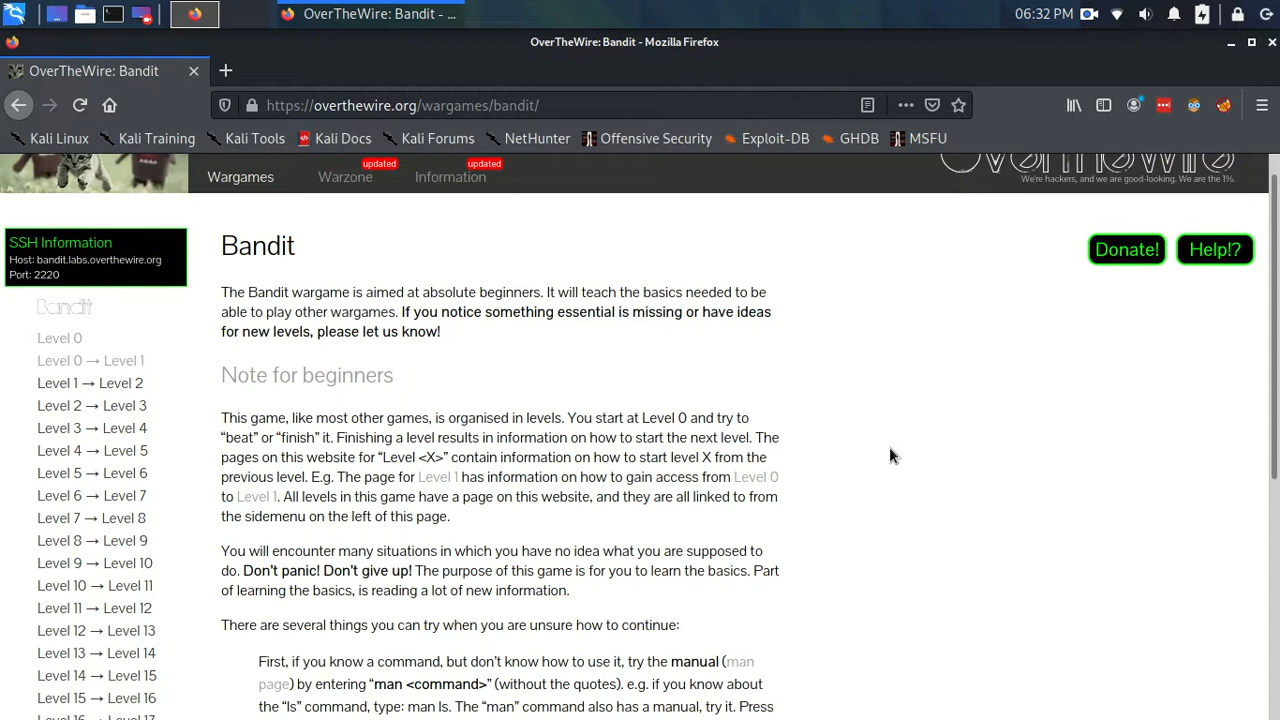 OverTheWire: Bandit - ...
06:32 PM
OverTheWire: Bandit - Mozilla Firefox
OverTheWire: Bandit
https://overthewire.org/wargames/bandit/
Kali Linux
Kali Training
Kali Tools
Kali Docs
Kali Forums
NetHunter
Offensive Security
Exploit-DB
GHDB
MSFU
Wargames
Warzone
updated
Information
updated
OverTheWire
We're hackers, and we are good-looking. We are the 1%.
SSH Information
Host: bandit.labs.overthewire.org
Port: 2220
Bandit
Level 0
Level 0 → Level 1
Level 1 → Level 2
Level 2 → Level 3
Level 3 → Level 4
Level 4 → Level 5
Level 5 → Level 6
Level 6 → Level 7
Level 7 → Level 8
Level 8 → Level 9
Level 9 → Level 10
Level 10 → Level 11
Level 11 → Level 12
Level 12 → Level 13
Level 13 → Level 14
Level 14 → Level 15
Level 15 → Level 16
Level 16 → Level 17
Bandit
Donate!
Help!?
The Bandit wargame is aimed at absolute beginners. It will teach the basics needed to be
able to play other wargames. If you notice something essential is missing or have ideas
for new levels, please let us know!
Note for beginners
This game, like most other games, is organised in levels. You start at Level 0 and try to
“beat” or “finish” it. Finishing a level results in information on how to start the next level. The
pages on this website for “Level <X>” contain information on how to start level X from the
previous level. E.g. The page for Level 1 has information on how to gain access from Level 0
to Level 1. All levels in this game have a page on this website, and they are all linked to from
the sidemenu on the left of this page.
You will encounter many situations in which you have no idea what you are supposed to
do. Don’t panic! Don’t give up! The purpose of this game is for you to learn the basics. Part
of learning the basics, is reading a lot of new information.
There are several things you can try when you are unsure how to continue:
First, if you know a command, but don’t know how to use it, try the manual (man
page) by entering “man <command>” (without the quotes). e.g. if you know about
the “ls” command, type: man ls. The “man” command also has a manual, try it. Press